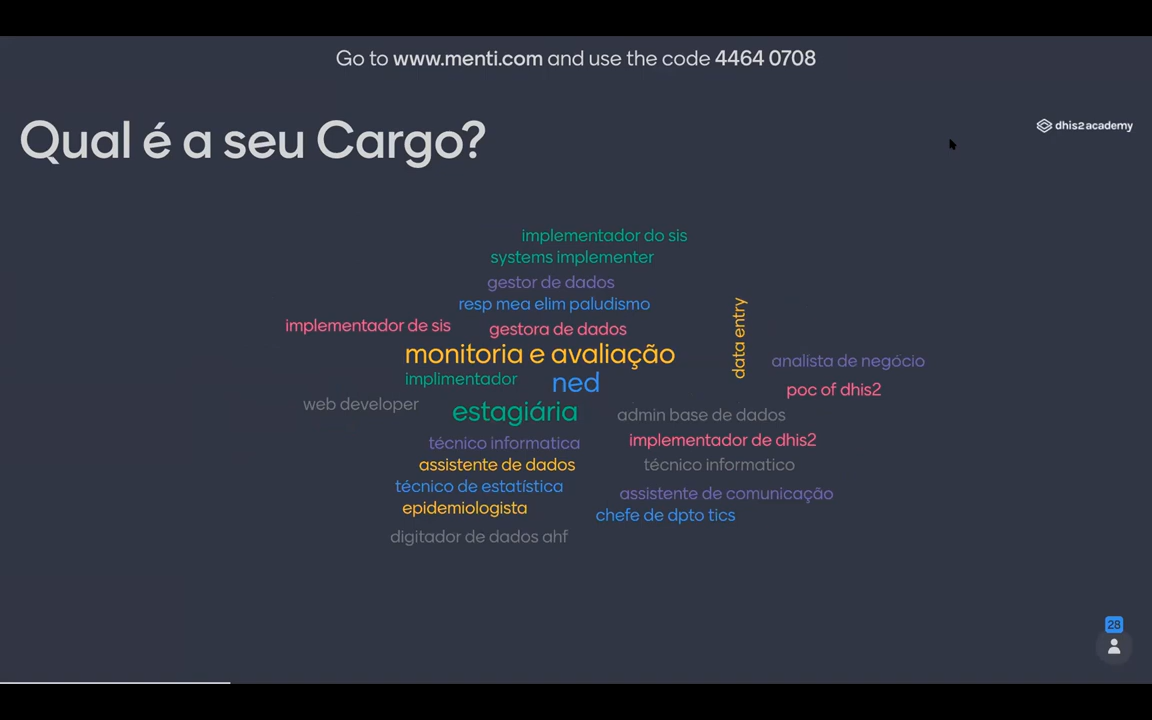 Go to www.menti.com and use the code 4464 0708
Qual é a seu Cargo?
dhis2academy
implementador do sis
systems implementer
gestor de dados
resp mea elim paludismo
implementador de sis
gestora de dados
data entry
monitoria e avaliação
analista de negócio
implimentador
ned
poc of dhis2
web developer
estagiária
admin base de dados
técnico informatica
implementador de dhis2
assistente de dados
técnico informatico
técnico de estatística
assistente de comunicação
epidemiologista
chefe de dpto tics
digitador de dados ahf
28